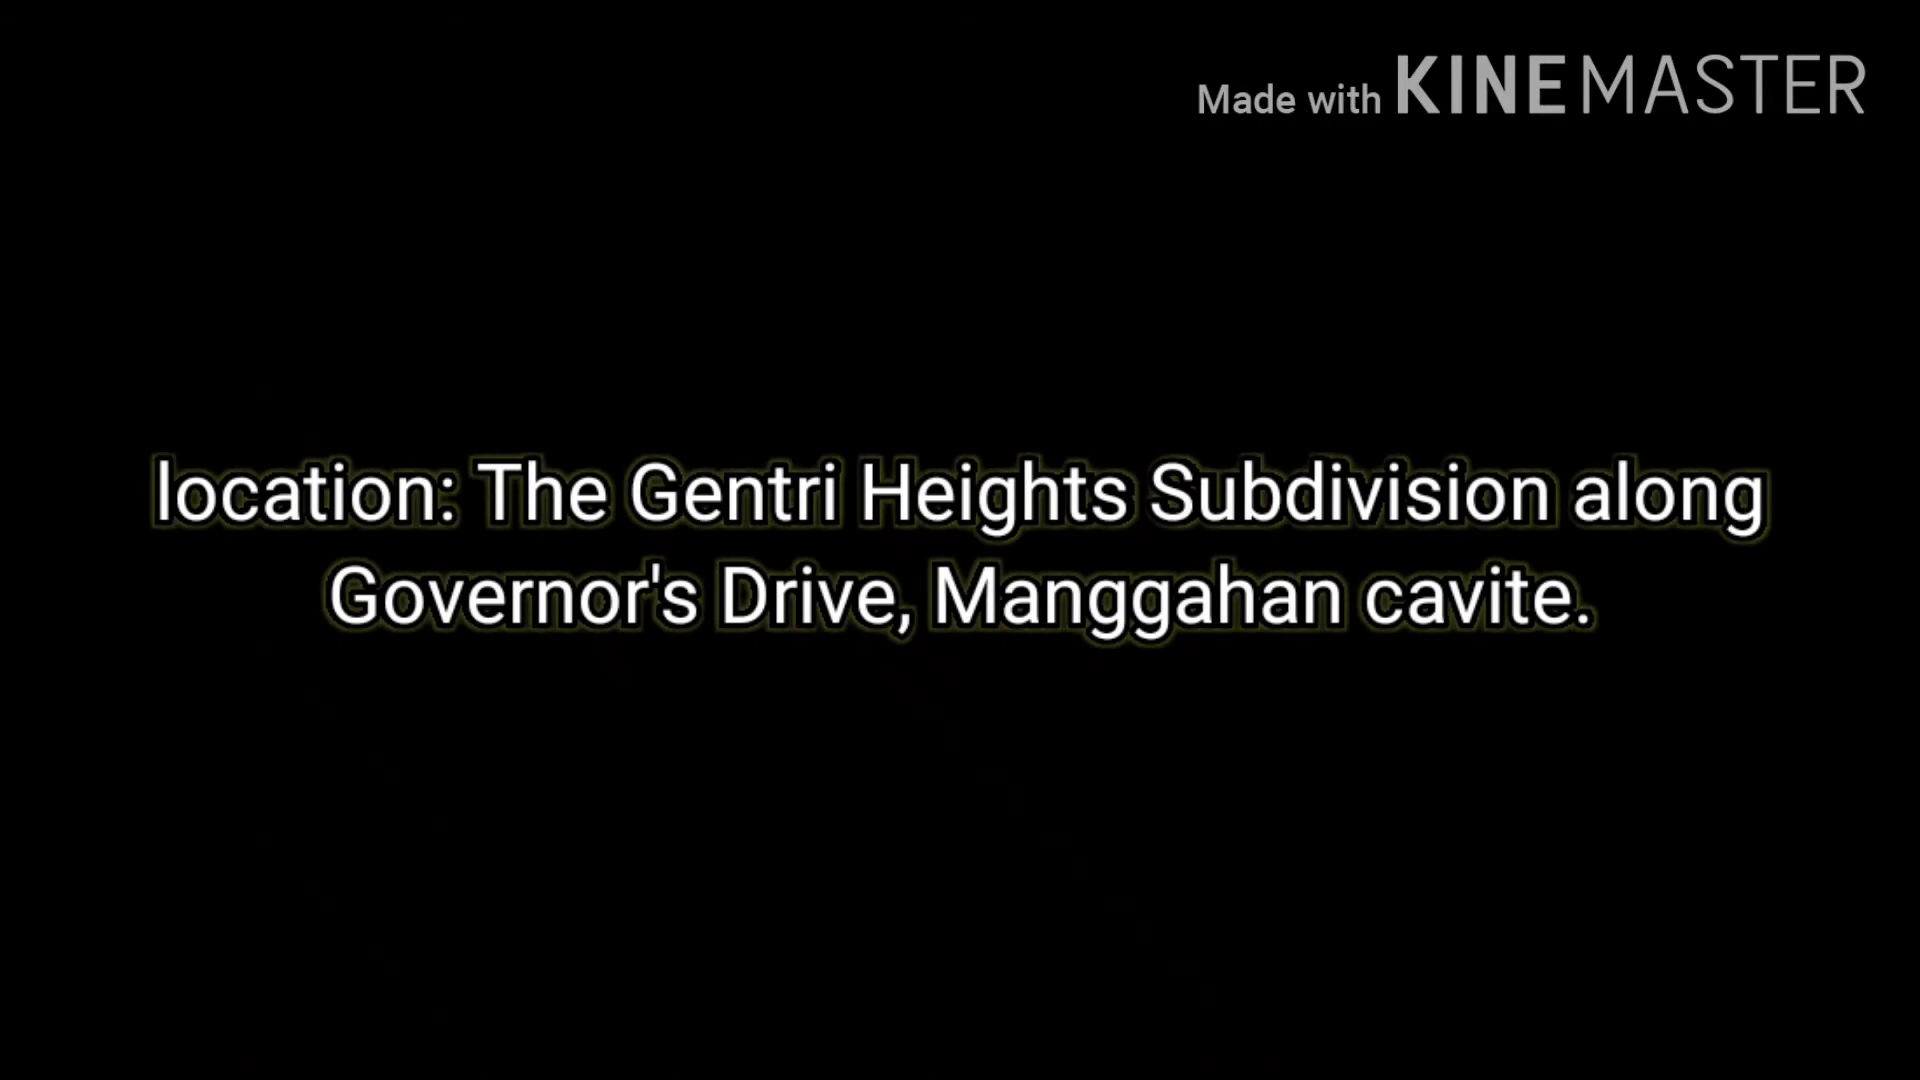 Made with KINEMASTER
location: The Gentri Heights Subdivision along
Governor's Drive, Manggahan cavite.